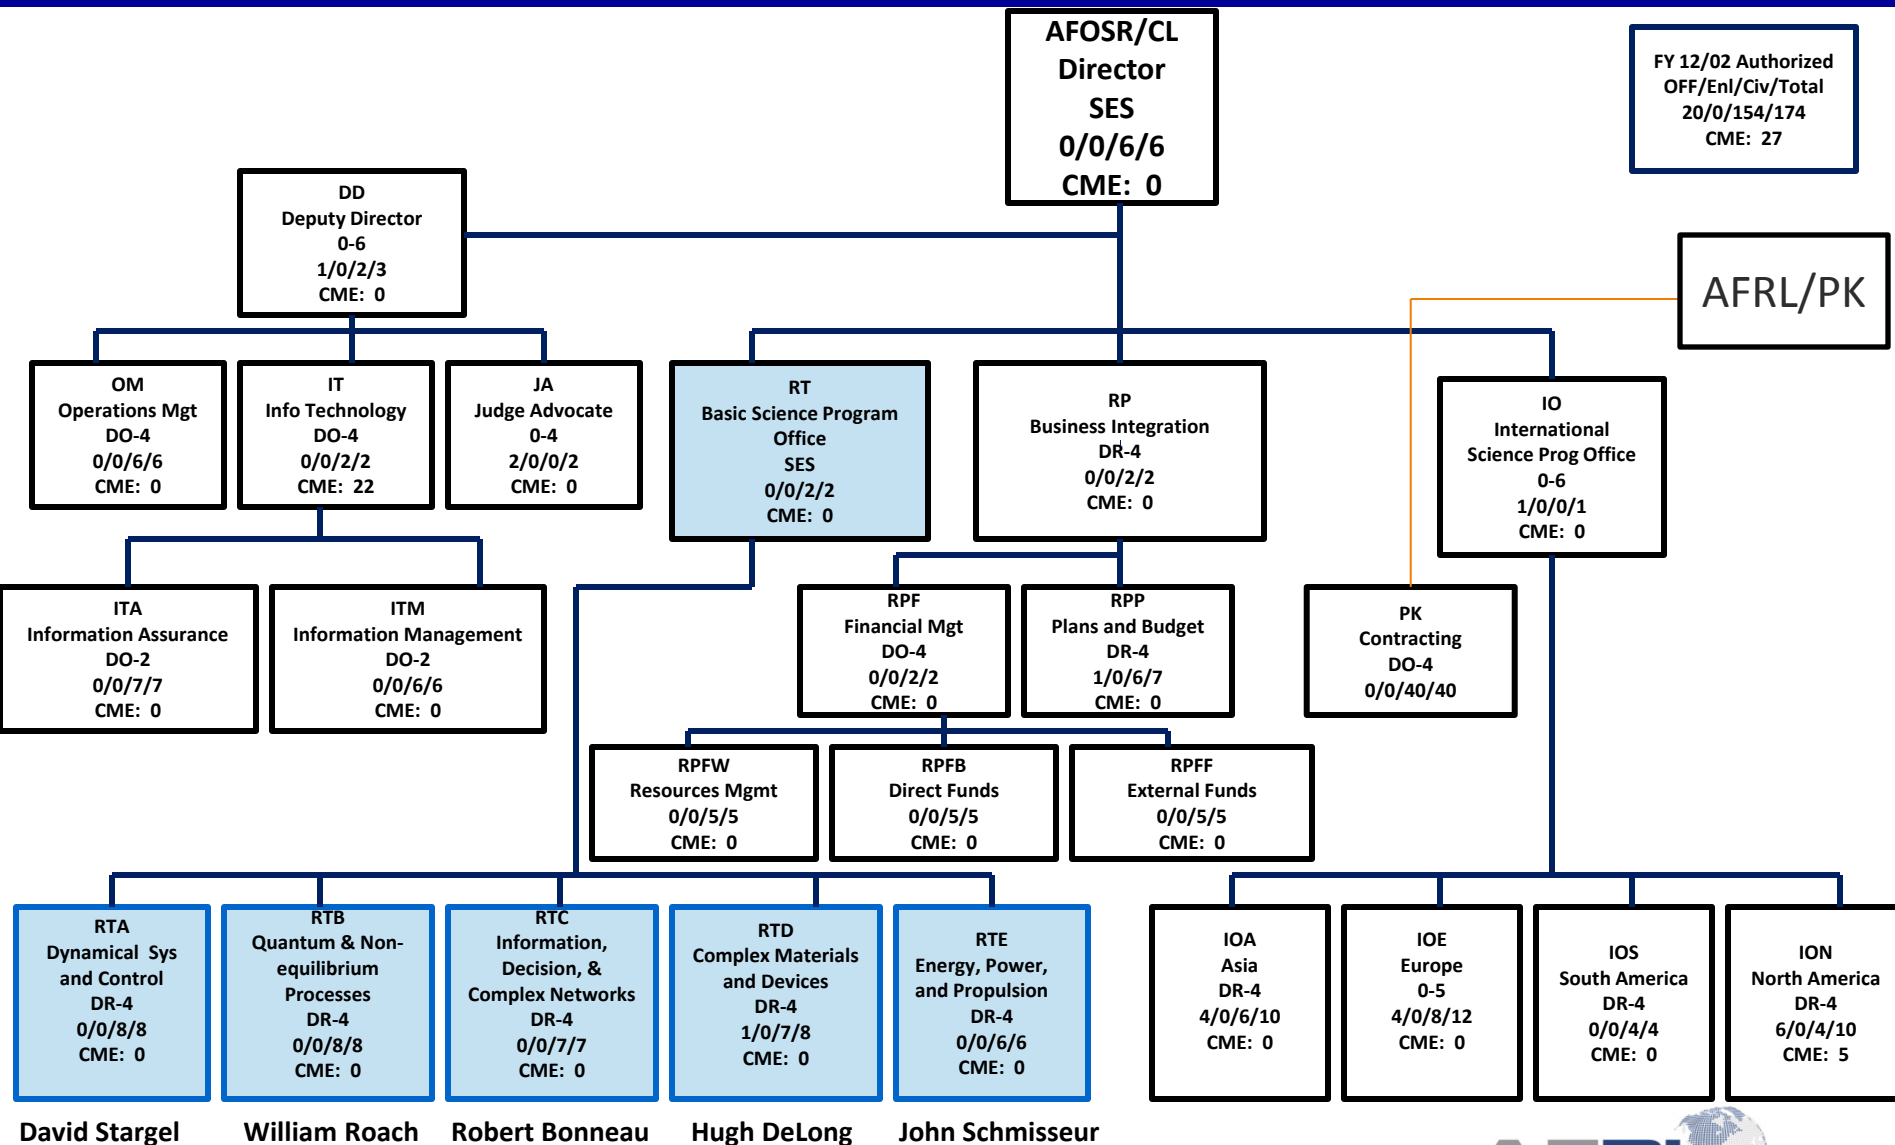 AFOSR/CL
Director
SES
0/0/6/6
CME: 0
FY 12/02 Authorized
OFF/Enl/Civ/Total
20/0/154/174
CME: 27
DD
Deputy Director
0-6
1/0/2/3
CME: 0
AFRL/PK
OM
Operations Mgt
DO-4
0/0/6/6
CME: 0
IT
Info Technology
DO-4
0/0/2/2
CME: 22
JA
Judge Advocate
0-4
2/0/0/2
CME: 0
RT
Basic Science Program
Office
SES
0/0/2/2
CME: 0
RP
Business Integration
DR-4
0/0/2/2
CME: 0
IO
International
Science Prog Office
0-6
1/0/0/1
CME: 0
ITA
Information Assurance
DO-2
0/0/7/7
CME: 0
ITM
Information Management
DO-2
0/0/6/6
CME: 0
RPF
Financial Mgt
DO-4
0/0/2/2
CME: 0
RPP
Plans and Budget
DR-4
1/0/6/7
CME: 0
PK
Contracting
DO-4
0/0/40/40
RPFW
Resources Mgmt
0/0/5/5
CME: 0
RPFB
Direct Funds
0/0/5/5
CME: 0
RPFF
External Funds
0/0/5/5
CME: 0
RTA
Dynamical Sys
and Control
DR-4
0/0/8/8
CME: 0
RTB
Quantum & Non-
equilibrium
Processes
DR-4
0/0/8/8
CME: 0
RTC
Information,
Decision, &
Complex Networks
DR-4
0/0/7/7
CME: 0
RTD
Complex Materials
and Devices
DR-4
1/0/7/8
CME: 0
RTE
Energy, Power,
and Propulsion
DR-4
0/0/6/6
CME: 0
IOA
Asia
DR-4
4/0/6/10
CME: 0
IOE
Europe
0-5
4/0/8/12
CME: 0
IOS
South America
DR-4
0/0/4/4
CME: 0
ION
North America
DR-4
6/0/4/10
CME: 5
David Stargel
William Roach
Robert Bonneau
Hugh DeLong
John Schmisseur